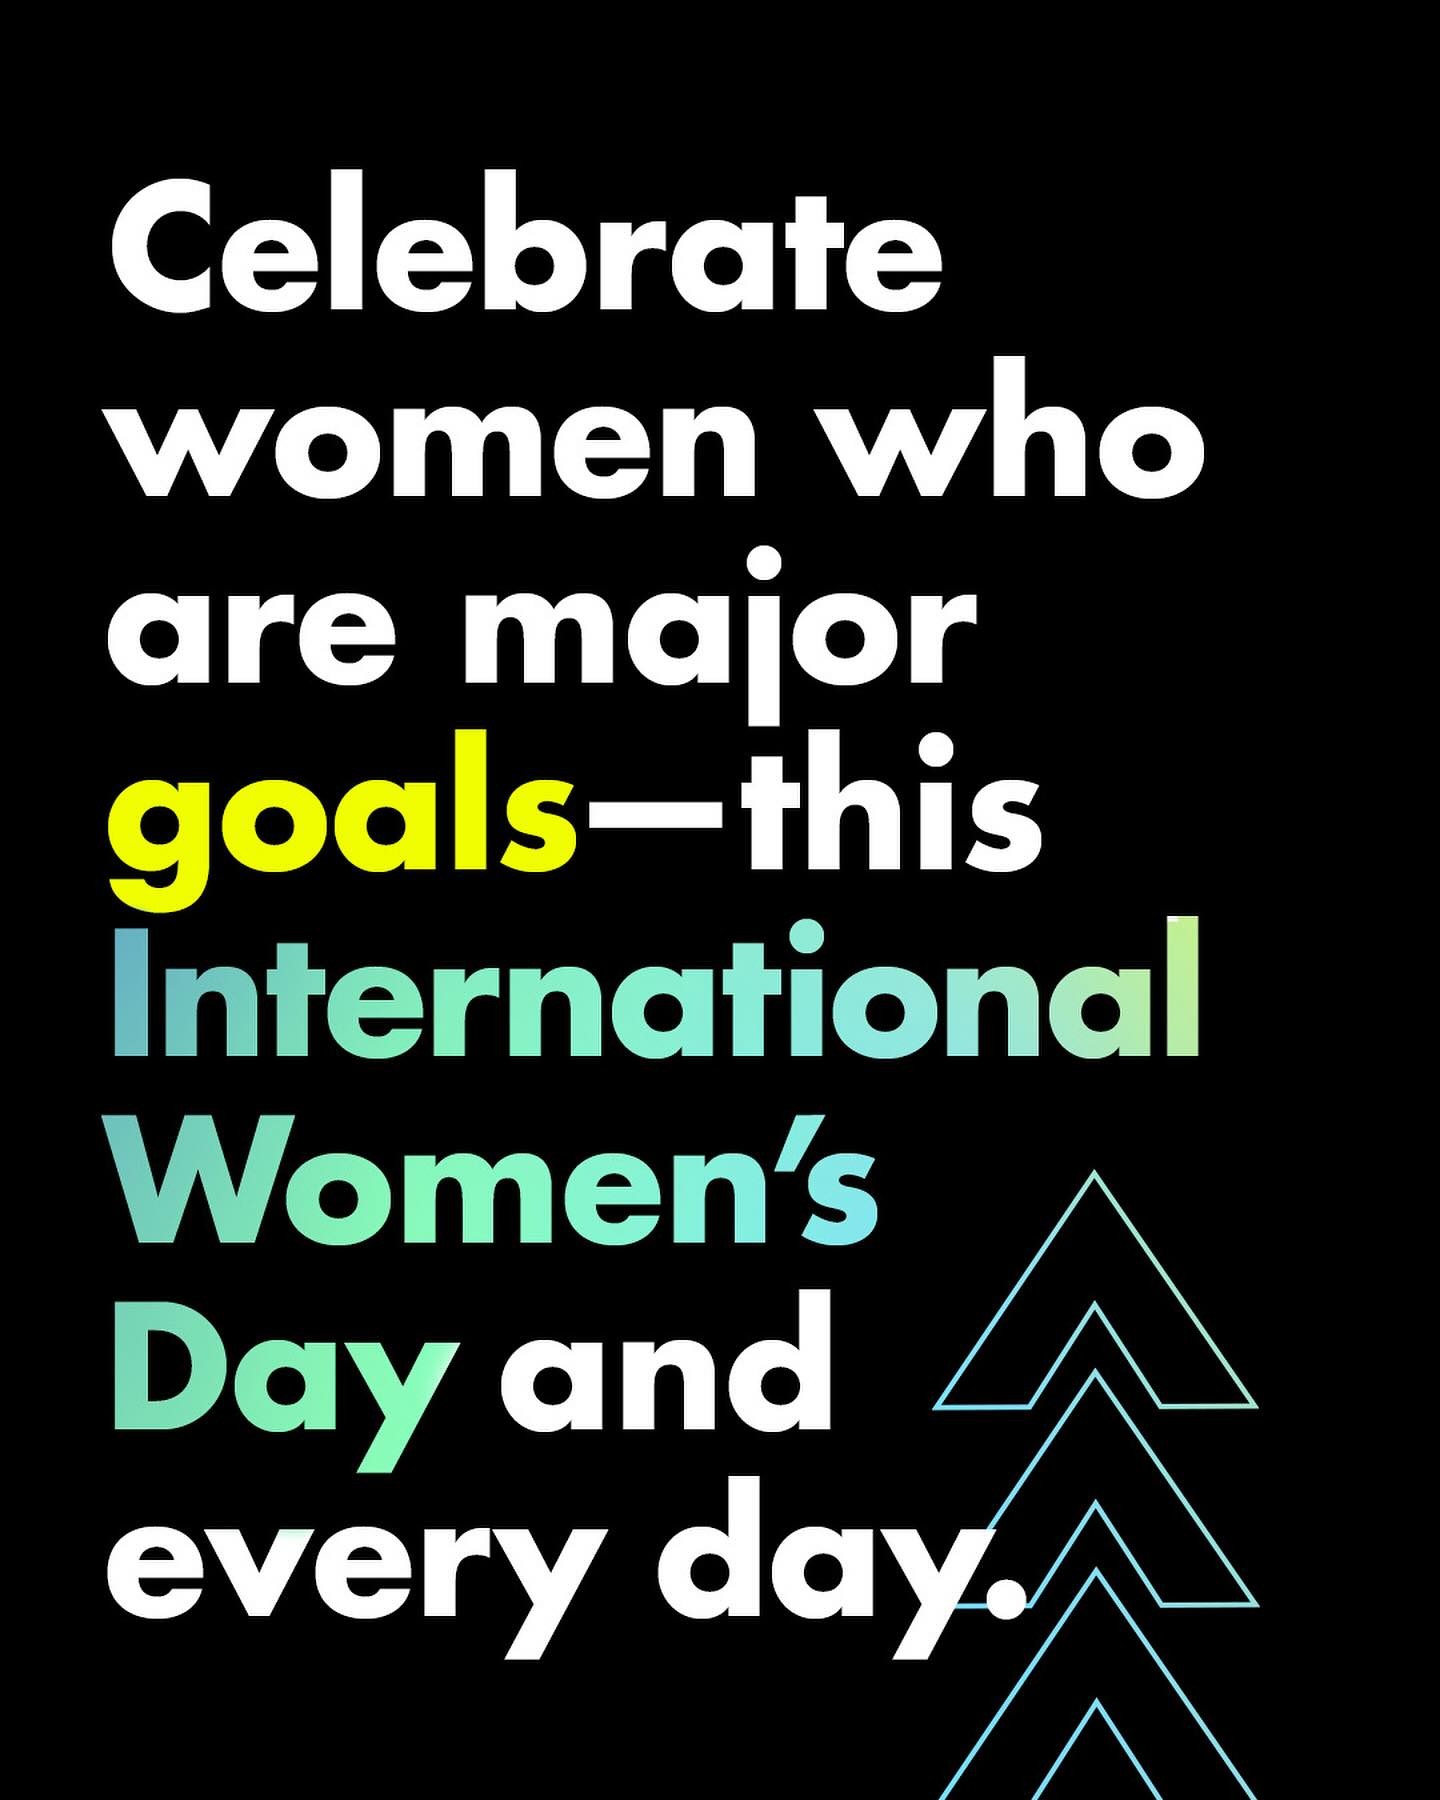 Celebrate
women who
are major
goals—this
International
Women’s
Day and
every day.